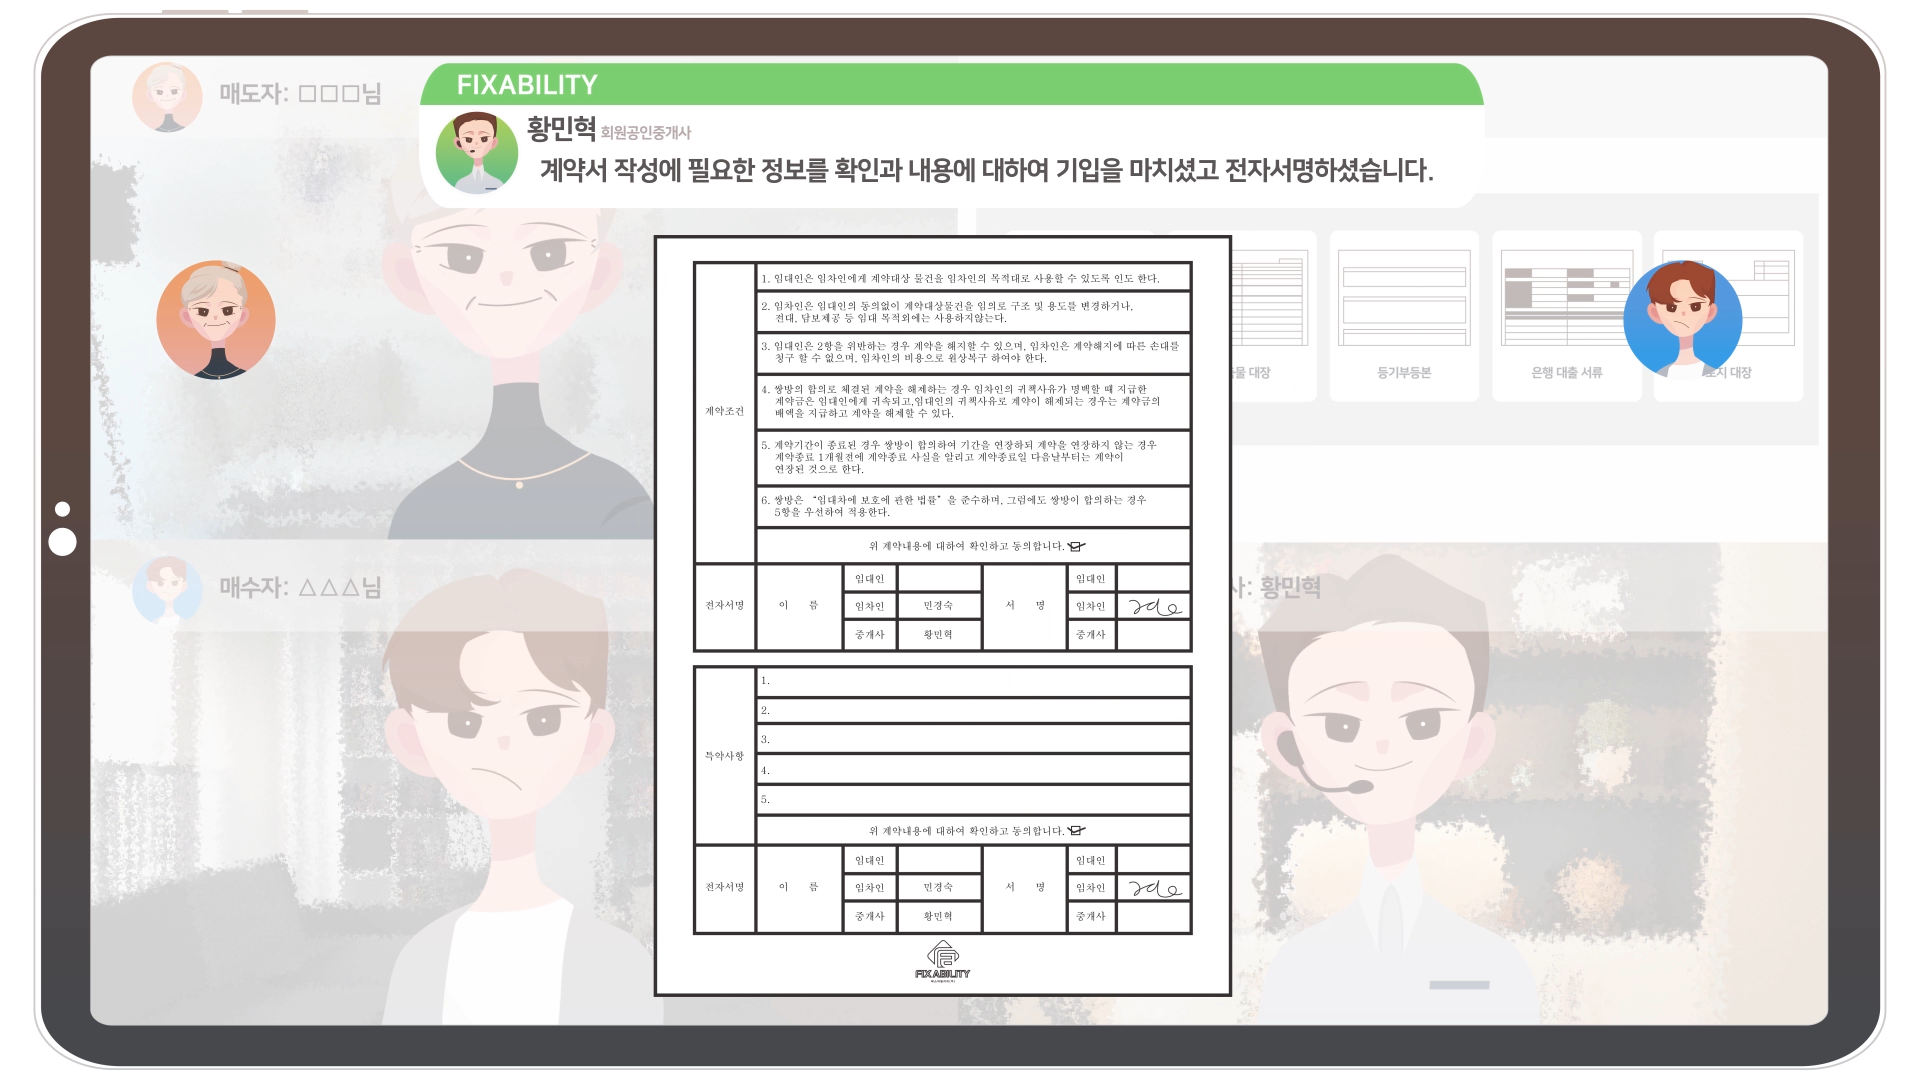 매도자: □□□님
FIXABILITY
황민혁 회원공인중개사
계약서 작성에 필요한 정보를 확인과 내용에 대하여 기입을 마치셨고 전자서명하셨습니다.
물 대장
등기부등본
은행 대출 서류
토지 대장
계약조건
1. 임대인은 임차인에게 계약대상 물건을 임차인의 목적대로 사용할 수 있도록 인도 한다.
2. 임차인은 임대인의 동의없이 계약대상물건을 임의로 구조 및 용도를 변경하거나,
전대, 담보제공 등 임대 목적외에는 사용하지않는다.
3. 임대인은 2항을 위반하는 경우 계약을 해지할 수 있으며, 임차인은 계약해지에 따른 손대를
청구 할 수 없으며, 임차인의 비용으로 원상복구 하여야 한다.
4. 쌍방의 합의로 체결된 계약을 해제하는 경우 임차인의 귀책사유가 명백할 때 지급한
계약금은 임대인에게 귀속되고,임대인의 귀책사유로 계약이 해제되는 경우는 계약금의
배액을 지급하고 계약을 해제할 수 있다.
5. 계약기간이 종료된 경우 쌍방이 합의하여 기간을 연장하되 계약을 연장하지 않는 경우
계약종료 1개월전에 계약종료 사실을 알리고 계약종료일 다음날부터는 계약이
연장된 것으로 한다.
6. 쌍방은 “임대차에 보호에 관한 법률”을 준수하며, 그럼에도 쌍방이 합의하는 경우
5항을 우선하여 적용한다.
위 계약내용에 대하여 확인하고 동의합니다.
전자서명 이 름 서 명
임대인 임대인
임차인 민경숙 임차인
중개사 황민혁 중개사
매수자: △△△님
사: 황민혁
특약사항
1.
2.
3.
4.
5.
위 계약내용에 대하여 확인하고 동의합니다.
전자서명 이 름 서 명
임대인 임대인
임차인 민경숙 임차인
중개사 황민혁 중개사
FIXABILITY